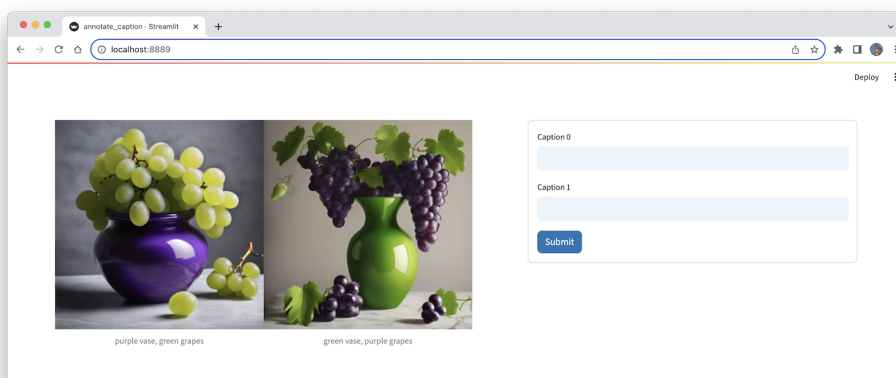 annotate_caption · Streamlit
localhost:8889
Deploy
Caption 0
Caption 1
Submit
purple vase, green grapes
green vase, purple grapes